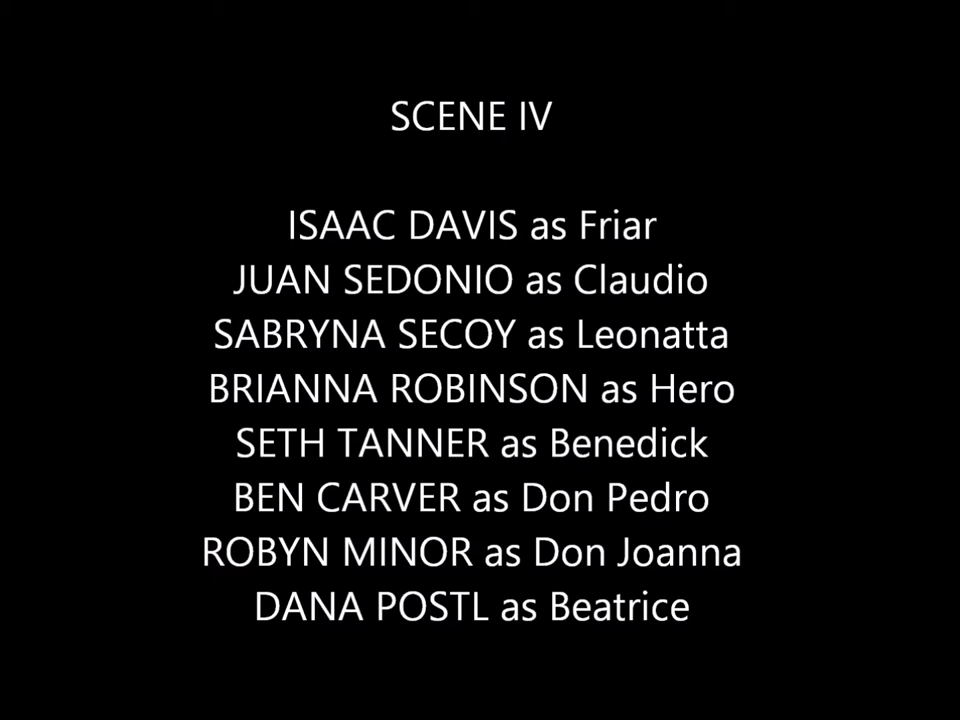 SCENE IV
ISAAC DAVIS as Friar
JUAN SEDONIO as Claudio
SABRYNA SECOY as Leonatta
BRIANNA ROBINSON as Hero
SETH TANNER as Benedick
BEN CARVER as Don Pedro
ROBYN MINOR as Don Joanna
DANA POSTL as Beatrice